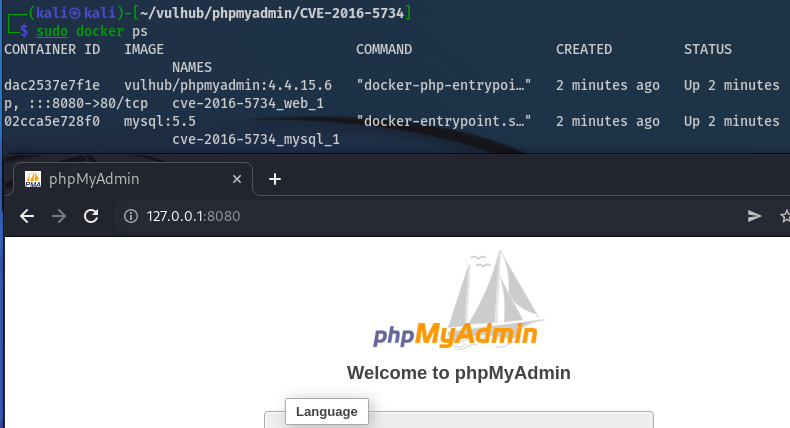 (kali㉿kali)-[~/vulhub/phpmyadmin/CVE-2016-5734]
$ sudo docker ps
CONTAINER ID   IMAGE                       COMMAND                  CREATED         STATUS
NAMES
dac2537e7f1e   vulhub/phpmyadmin:4.4.15.6   "docker-php-entrypoi…"   2 minutes ago   Up 2 minutes
p, :::8080->80/tcp   cve-2016-5734_web_1
02cca5e728f0   mysql:5.5                   "docker-entrypoint.s…"   2 minutes ago   Up 2 minutes
cve-2016-5734_mysql_1
phpMyAdmin
127.0.0.1:8080
phpMyAdmin
Welcome to phpMyAdmin
Language